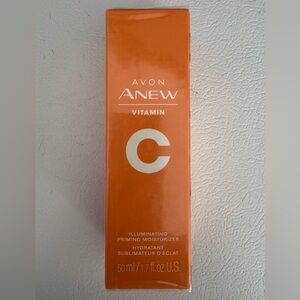 AVON
ANEW
VITAMIN
C
ILLUMINATING
PRIMING MOISTURIZER
HYDRATANT
SUBLIMATEUR D'ÉCLAT
50 ml / 1.7 fl. oz. U.S.